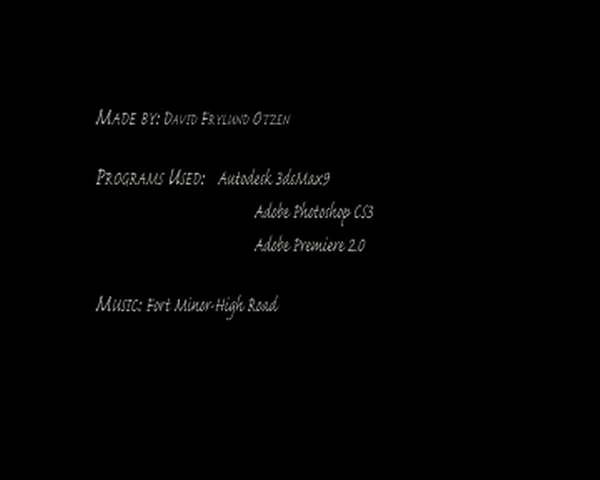 Made by: David Frylund Otzen
Programs Used: Autodesk 3dsMax9
Adobe Photoshop CS3
Adobe Premiere 2.0
Music: Fort Minor-High Road